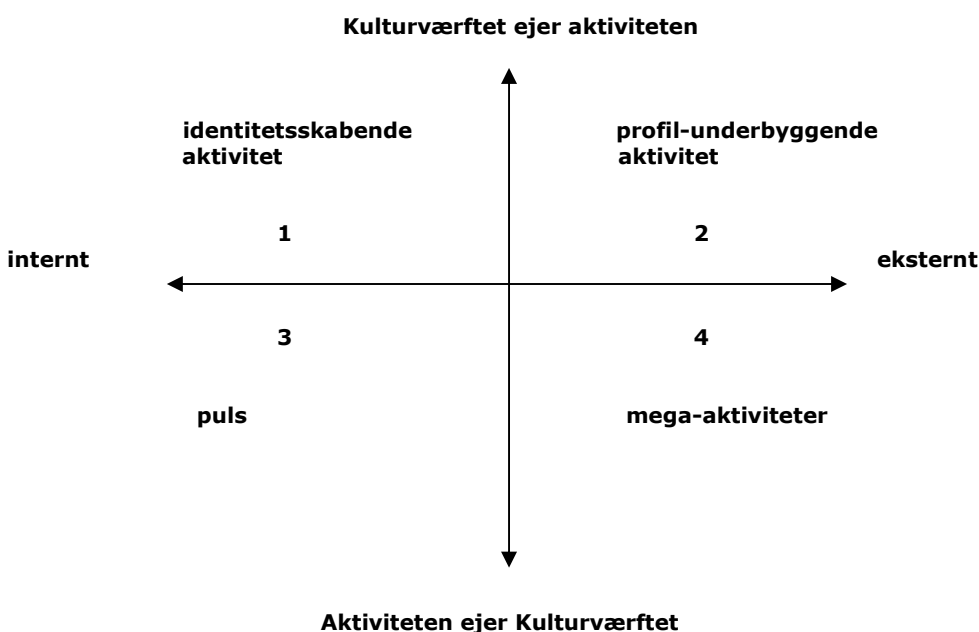 Kulturværftet ejer aktiviteten
identitetsskabende
aktivitet
profil-underbyggende
aktivitet
1
2
internt
eksternt
3
4
puls
mega-aktiviteter
Aktiviteten ejer Kulturværftet